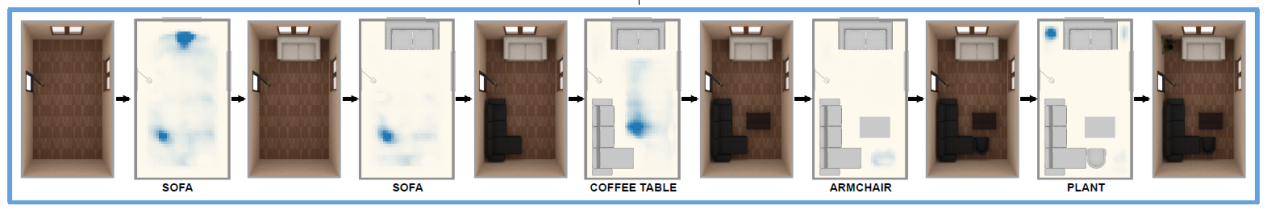 SOFA
SOFA
COFFEE TABLE
ARMCHAIR
PLANT